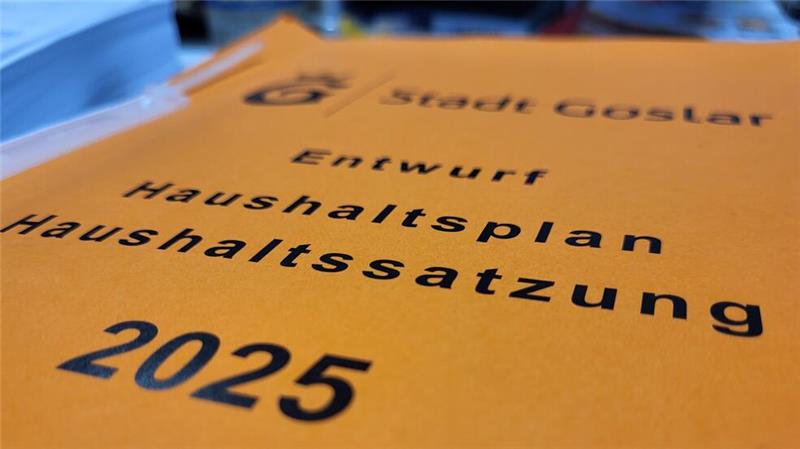 Stadt Goslar
Entwurf
Haushaltsplan
Haushaltssatzung
2025